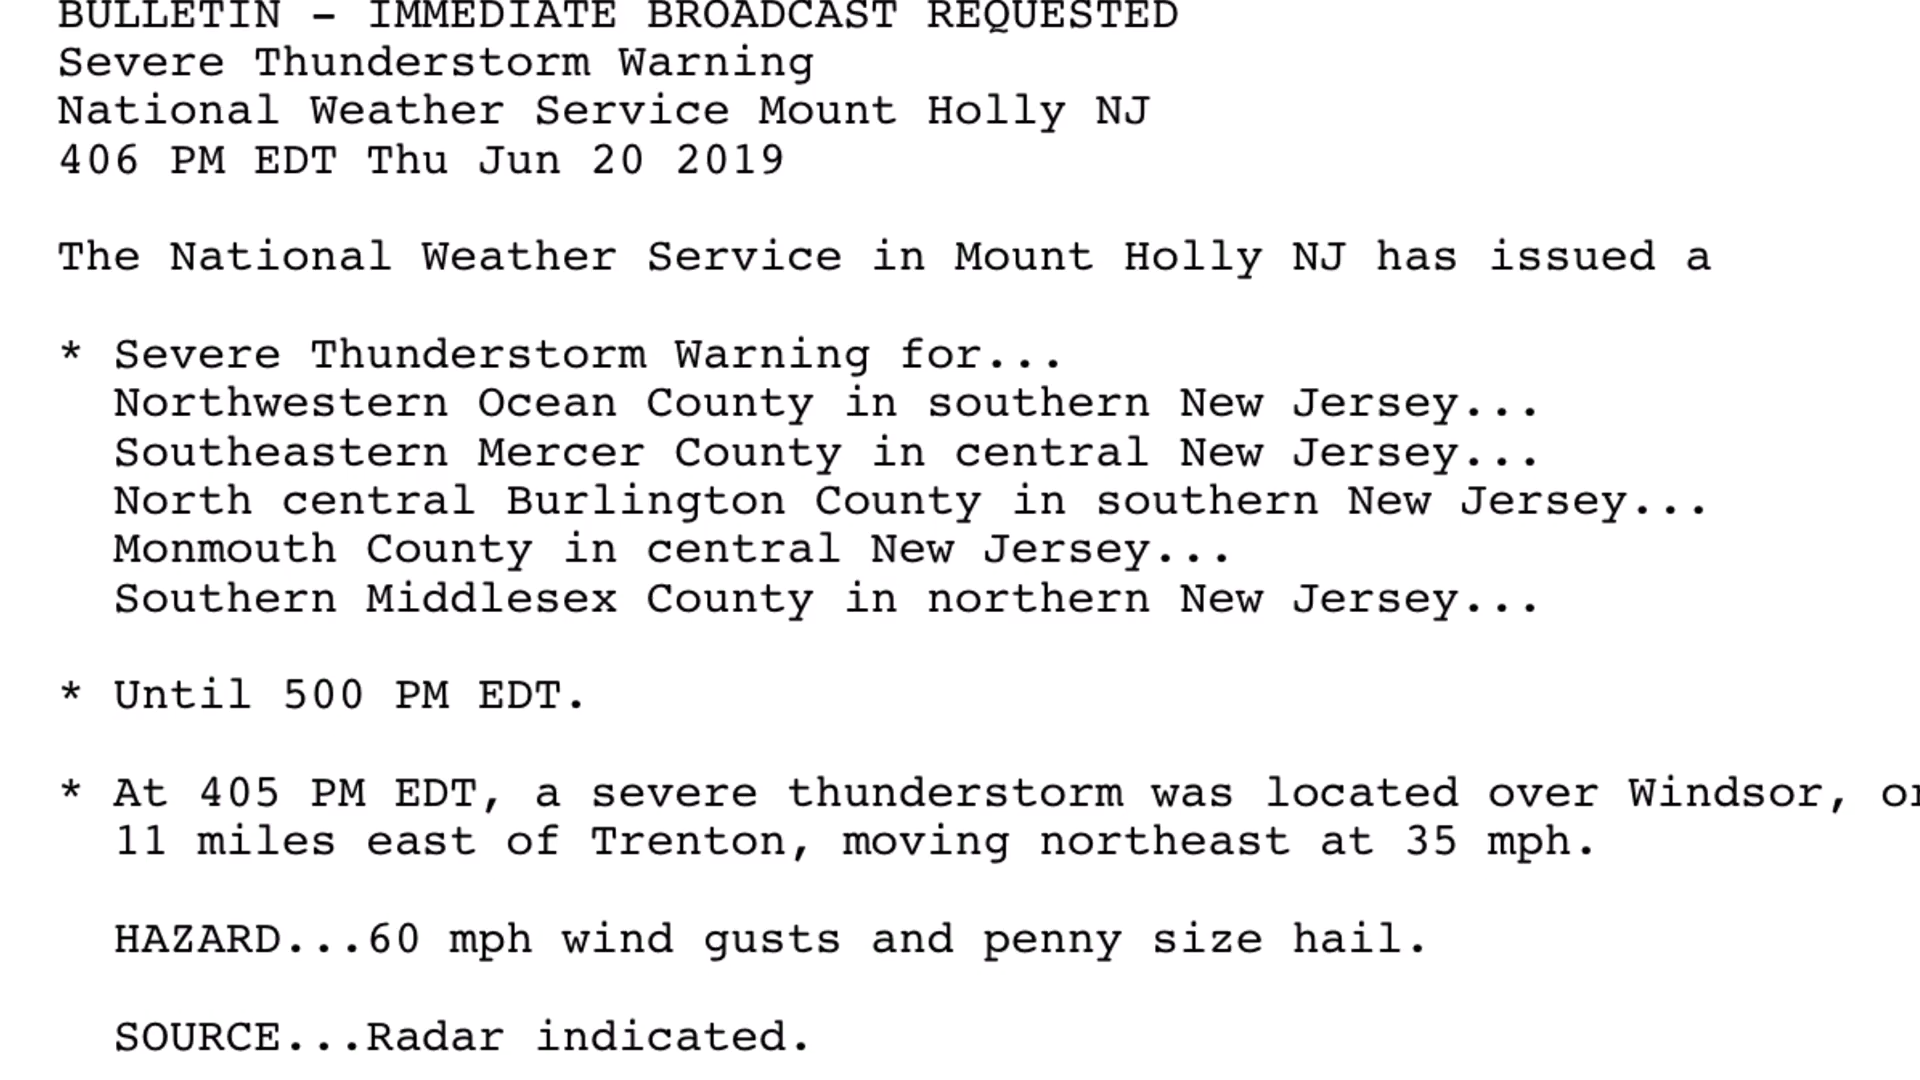 BULLETIN - IMMEDIATE BROADCAST REQUESTED
Severe Thunderstorm Warning
National Weather Service Mount Holly NJ
406 PM EDT Thu Jun 20 2019
The National Weather Service in Mount Holly NJ has issued a
* Severe Thunderstorm Warning for...
Northwestern Ocean County in southern New Jersey...
Southeastern Mercer County in central New Jersey...
North central Burlington County in southern New Jersey...
Monmouth County in central New Jersey...
Southern Middlesex County in northern New Jersey...
* Until 500 PM EDT.
* At 405 PM EDT, a severe thunderstorm was located over Windsor, or
11 miles east of Trenton, moving northeast at 35 mph.
HAZARD...60 mph wind gusts and penny size hail.
SOURCE...Radar indicated.